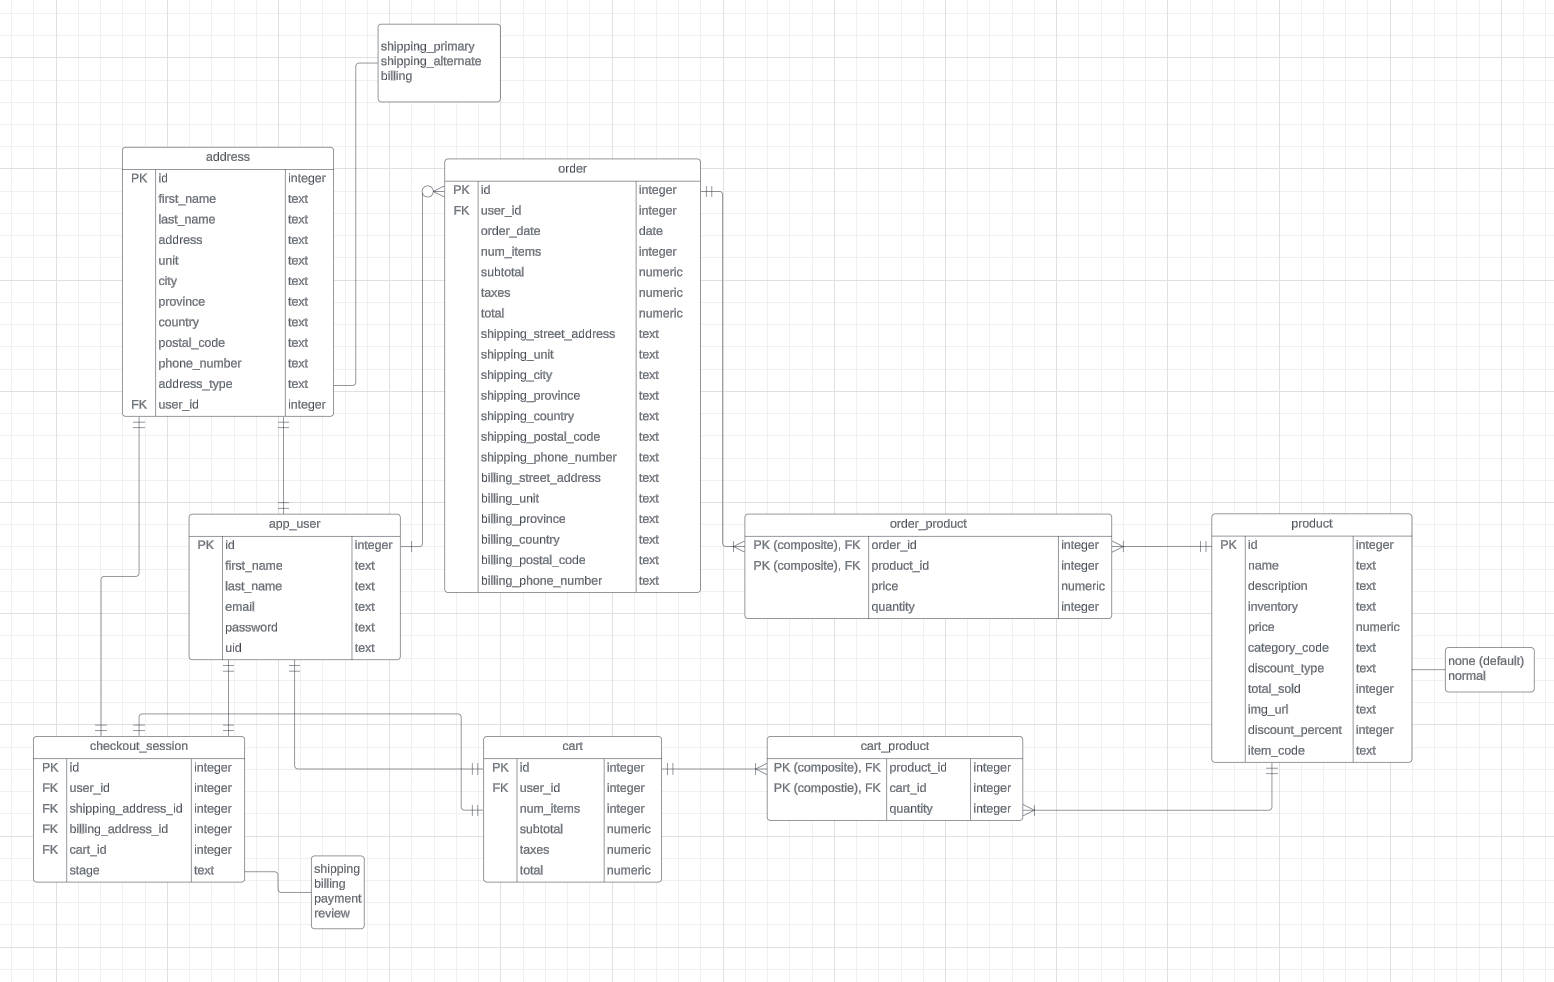 shipping_primary
shipping_alternate
billing
address
PK id integer
first_name text
last_name text
address text
unit text
city text
province text
country text
postal_code text
phone_number text
address_type text
FK user_id integer
order
PK id integer
FK user_id integer
order_date date
num_items integer
subtotal numeric
taxes numeric
total numeric
shipping_street_address text
shipping_unit text
shipping_city text
shipping_province text
shipping_country text
shipping_postal_code text
shipping_phone_number text
billing_street_address text
billing_unit text
billing_province text
billing_country text
billing_postal_code text
billing_phone_number text
app_user
PK id integer
first_name text
last_name text
email text
password text
uid text
order_product
PK (composite), FK order_id integer
PK (composite), FK product_id integer
price numeric
quantity integer
product
PK id integer
name text
description text
inventory text
price numeric
category_code text
discount_type text
total_sold integer
img_url text
discount_percent integer
item_code text
none (default)
normal
checkout_session
PK id integer
FK user_id integer
FK shipping_address_id integer
FK billing_address_id integer
FK cart_id integer
stage text
shipping
billing
payment
review
cart
PK id integer
FK user_id integer
num_items integer
subtotal numeric
taxes numeric
total numeric
cart_product
PK (composite), FK product_id integer
PK (compostie), FK cart_id integer
quantity integer